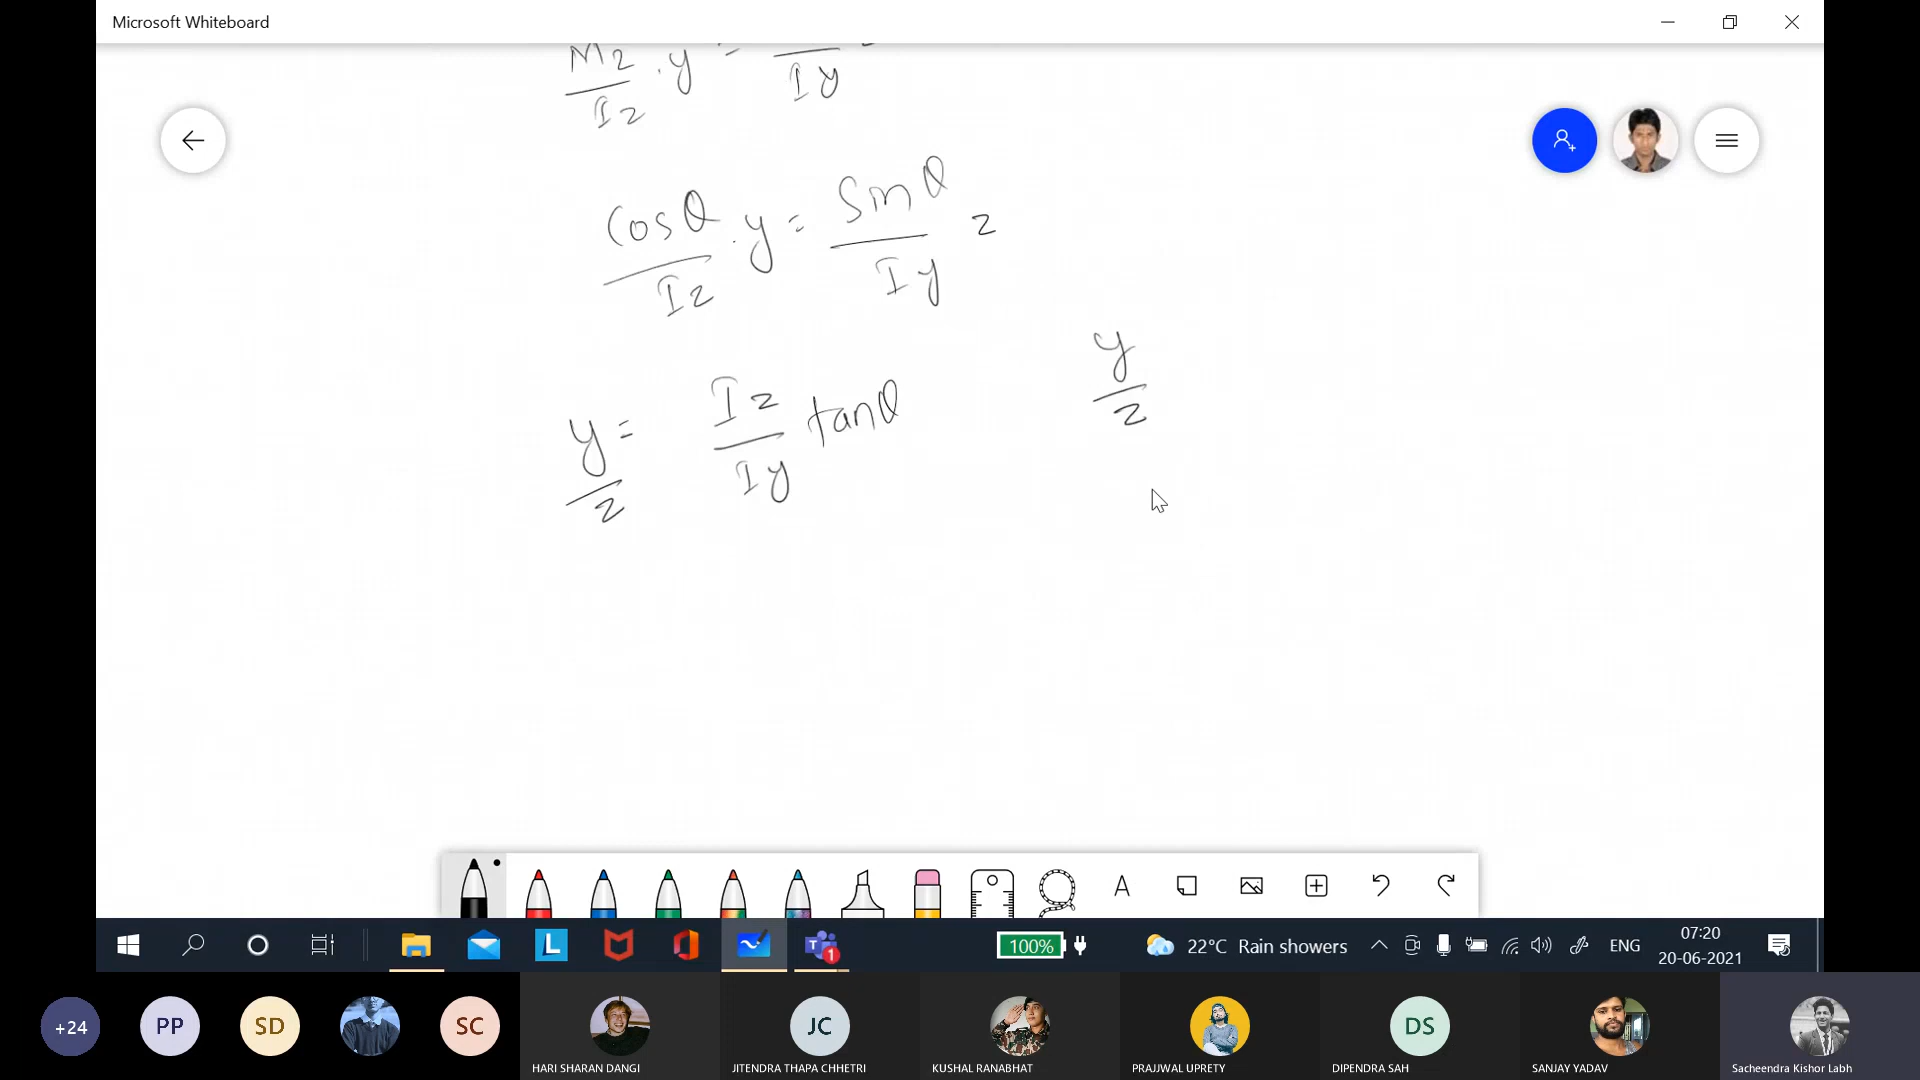 Microsoft Whiteboard
Mz/Iz . y = /Iy z
Cosθ/Iz . y = Sinθ/Iy z
y/z = Iz/Iy tanθ
y/z
A
100%
22°C Rain showers
ENG
07:20
20-06-2021
1
+24
PP
SD
SC
JC
DS
HARI SHARAN DANGI
JITENDRA THAPA CHHETRI
KUSHAL RANABHAT
PRAJJWAL UPRETY
DIPENDRA SAH
SANJAY YADAV
Sacheendra Kishor Labh